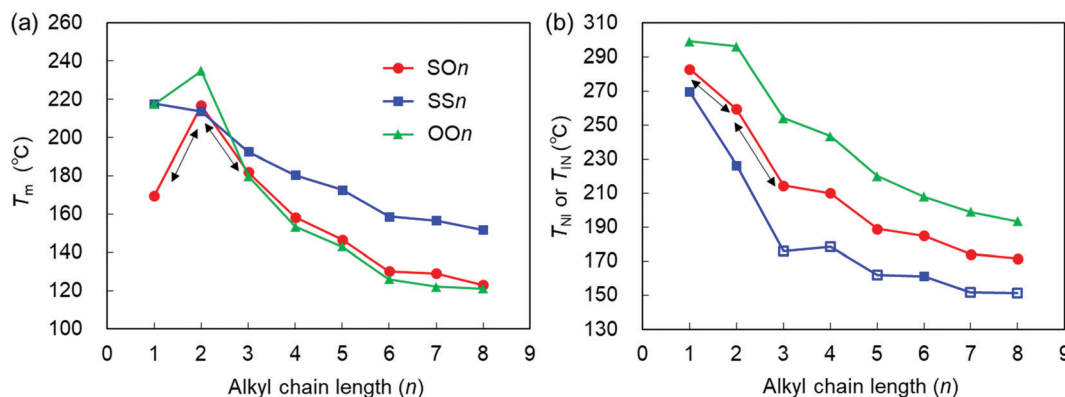 (a)
260
240
220
200
180
160
140
120
100
Tm (°C)
SOn
SSn
OOn
0 1 2 3 4 5 6 7 8 9
Alkyl chain length (n)
(b)
310
290
270
250
230
210
190
170
150
130
TNI or TIN (°C)
0 1 2 3 4 5 6 7 8 9
Alkyl chain length (n)